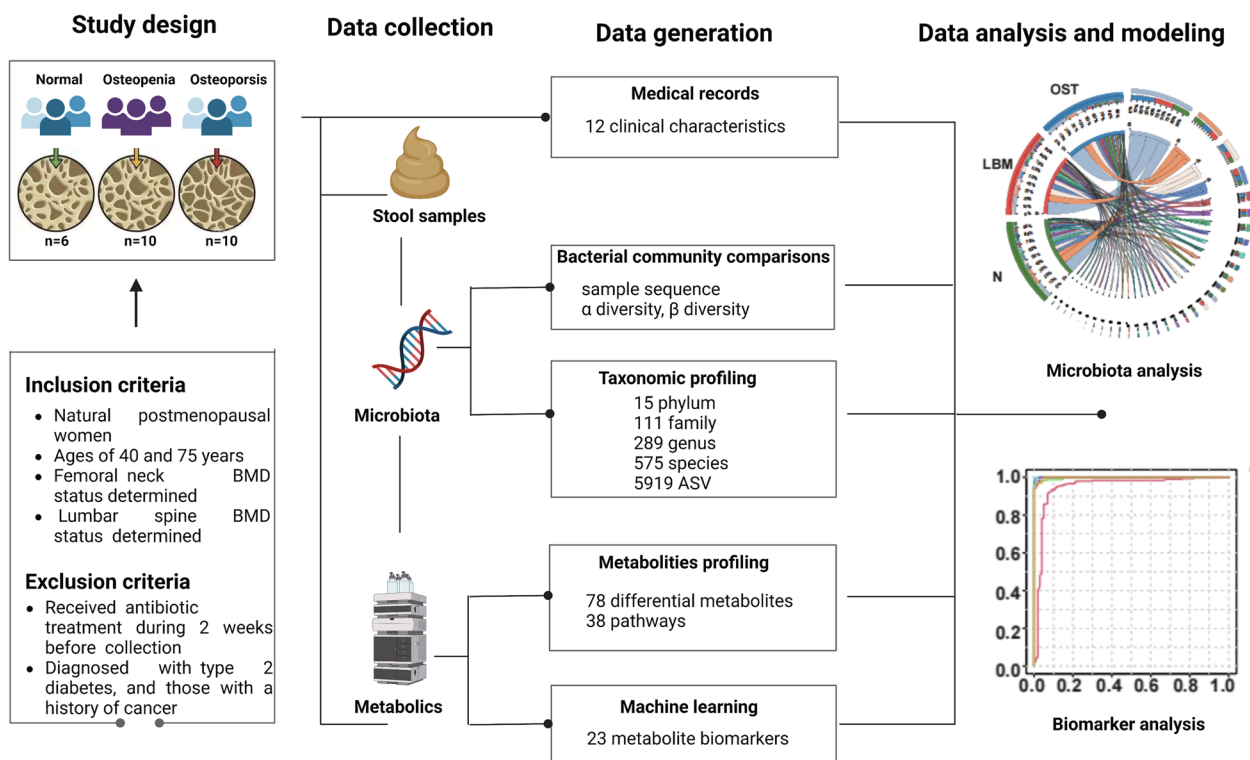 Study design
Normal
Osteopenia
Osteoporsis
n=6
n=10
n=10
Inclusion criteria
Natural postmenopausal
women
Ages of 40 and 75 years
Femoral neck BMD
status determined
Lumbar spine BMD
status determined
Exclusion criteria
Received antibiotic
treatment during 2 weeks
before collection
Diagnosed with type 2
diabetes, and those with a
history of cancer
Data collection
Stool samples
Microbiota
Metabolics
Data generation
Medical records
12 clinical characteristics
Bacterial community comparisons
sample sequence
α diversity, β diversity
Taxonomic profiling
15 phylum
111 family
289 genus
575 species
5919 ASV
Metabolities profiling
78 differential metabolites
38 pathways
Machine learning
23 metabolite biomarkers
Data analysis and modeling
OST
LBM
N
Microbiota analysis
1.0
0.8
0.6
0.4
0.2
0.0
0.0 0.2 0.4 0.6 0.8 1.0
Biomarker analysis